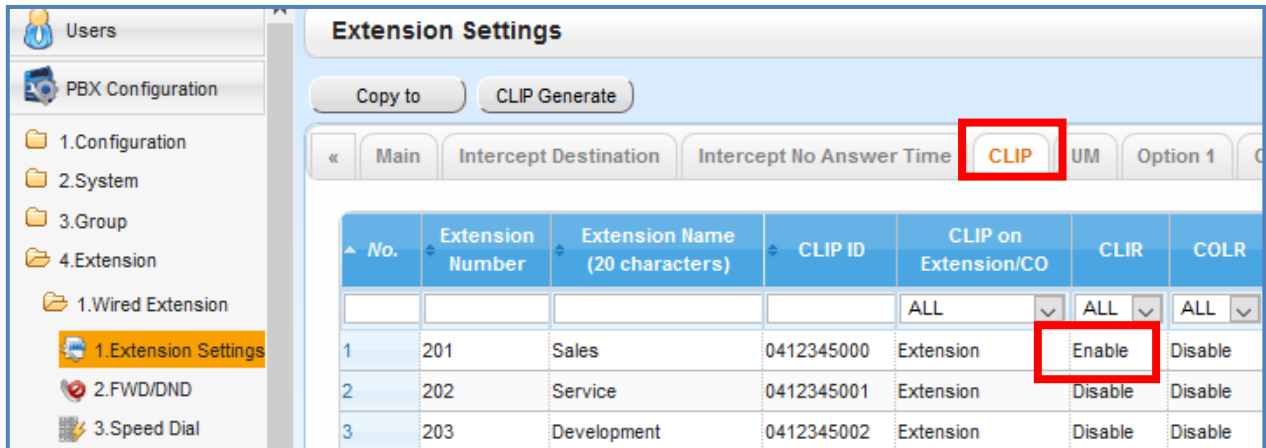 Users
PBX Configuration
1.Configuration
2.System
3.Group
4.Extension
1.Wired Extension
1.Extension Settings
2.FWD/DND
3.Speed Dial
Extension Settings
Copy to CLIP Generate
« Main Intercept Destination Intercept No Answer Time CLIP UM Option 1
No. Extension Number Extension Name (20 characters) CLIP ID CLIP on Extension/CO CLIR COLR
ALL ALL ALL
1 201 Sales 0412345000 Extension Enable Disable
2 202 Service 0412345001 Extension Disable Disable
3 203 Development 0412345002 Extension Disable Disable